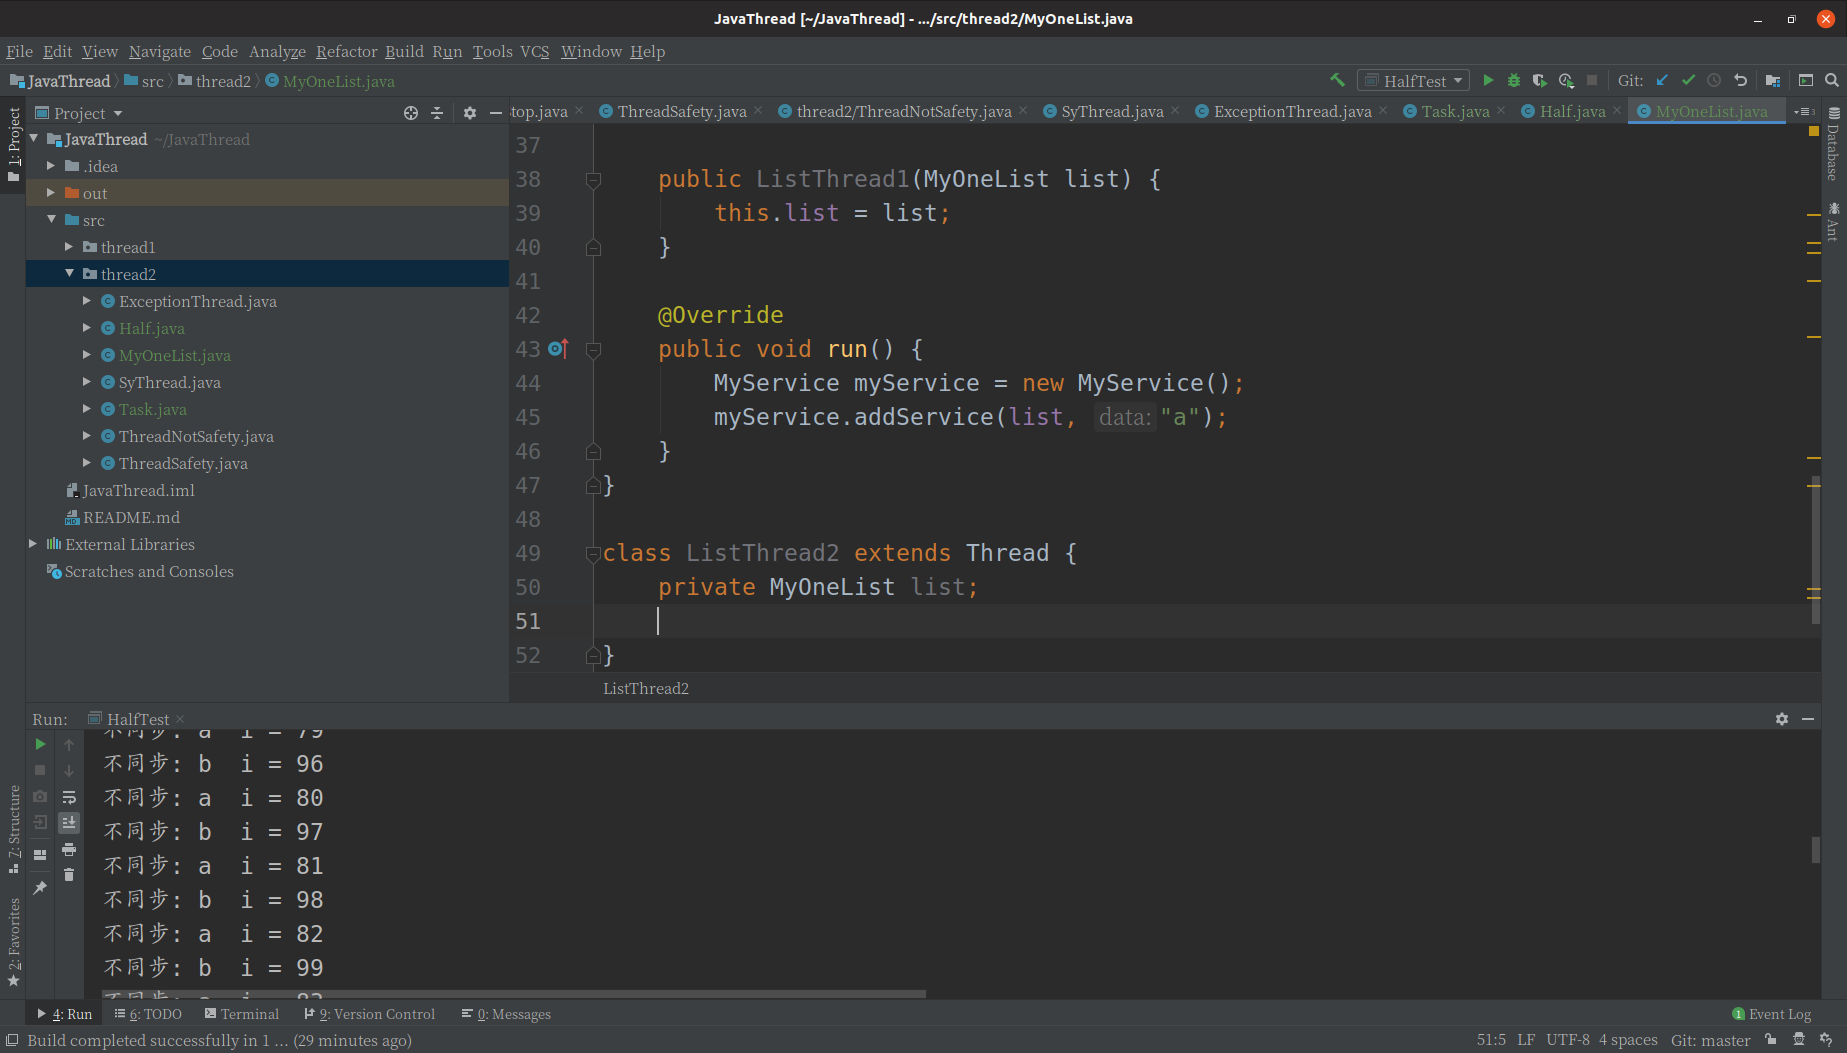 JavaThread [~/JavaThread] - .../src/thread2/MyOneList.java
File Edit View Navigate Code Analyze Refactor Build Run Tools VCS Window Help
JavaThread src thread2 MyOneList.java
HalfTest Git:
1: Project
Project
top.java ThreadSafety.java thread2/ThreadNotSafety.java SyThread.java ExceptionThread.java Task.java Half.java MyOneList.java
JavaThread ~/JavaThread
.idea
out
src
thread1
thread2
ExceptionThread.java
Half.java
MyOneList.java
SyThread.java
Task.java
ThreadNotSafety.java
ThreadSafety.java
JavaThread.iml
README.md
External Libraries
Scratches and Consoles
37
38 public ListThread1(MyOneList list) {
39 this.list = list;
40 }
41
42 @Override
43 public void run() {
44 MyService myService = new MyService();
45 myService.addService(list, data: "a");
46 }
47 }
48
49 class ListThread2 extends Thread {
50 private MyOneList list;
51
52 }
ListThread2
Database
Ant
Run: HalfTest
不同步: a i = 79
不同步: b i = 96
不同步: a i = 80
不同步: b i = 97
不同步: a i = 81
不同步: b i = 98
不同步: a i = 82
不同步: b i = 99
不同步: a i = 83
7: Structure
2: Favorites
4: Run 6: TODO Terminal 9: Version Control 0: Messages
1 Event Log
Build completed successfully in 1 ... (29 minutes ago)
51:5 LF UTF-8 4 spaces Git: master